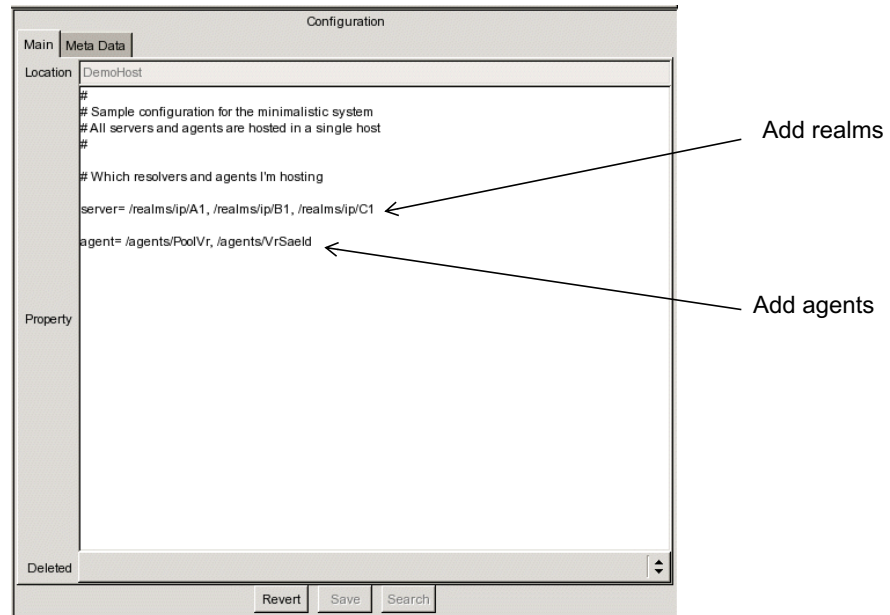 Configuration
Main Meta Data
Location DemoHost
#
# Sample configuration for the minimalistic system
# All servers and agents are hosted in a single host
#
# Which resolvers and agents I'm hosting
server= /realms/ip/A1, /realms/ip/B1, /realms/ip/C1
agent= /agents/PoolVr, /agents/VrSaeId
Property
Deleted
Revert Save Search
Add realms
Add agents